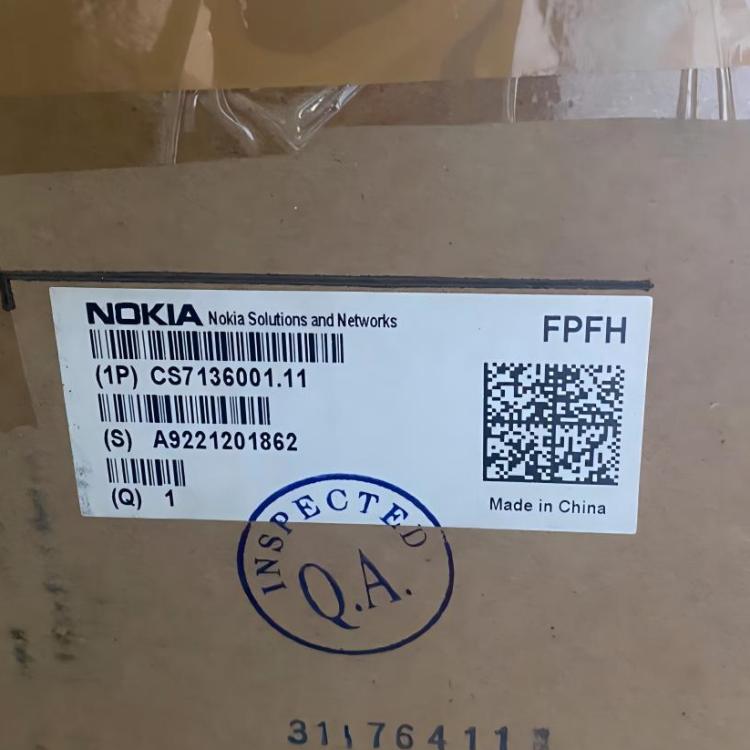 NOKIA Nokia Solutions and Networks
FPFH
(1P) CS7136001.11
(S) A9221201862
(Q) 1
Made in China
INSPECTED
Q.A.